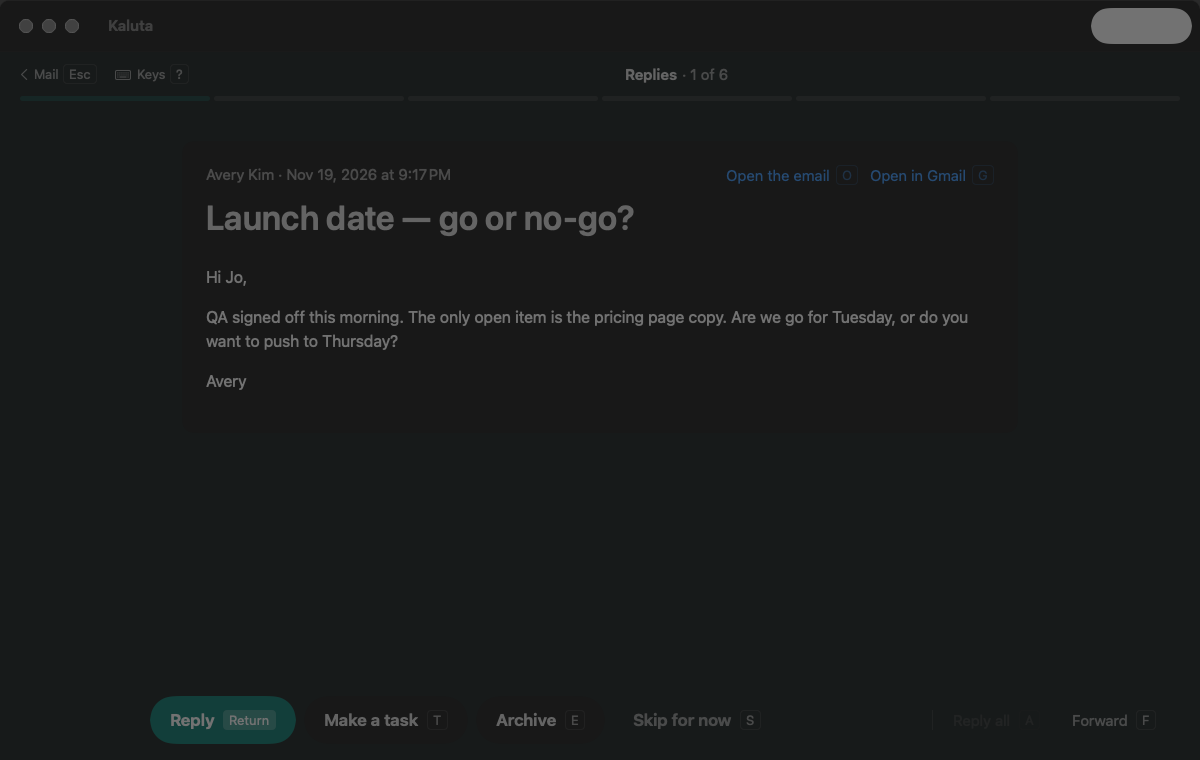 Kaluta
Mail Esc Keys ?
Replies · 1 of 6
Avery Kim · Nov 19, 2026 at 9:17 PM
Open the email O Open in Gmail G
Launch date — go or no-go?
Hi Jo,
QA signed off this morning. The only open item is the pricing page copy. Are we go for Tuesday, or do you
want to push to Thursday?
Avery
Reply Return Make a task T Archive E Skip for now S Reply all A Forward F